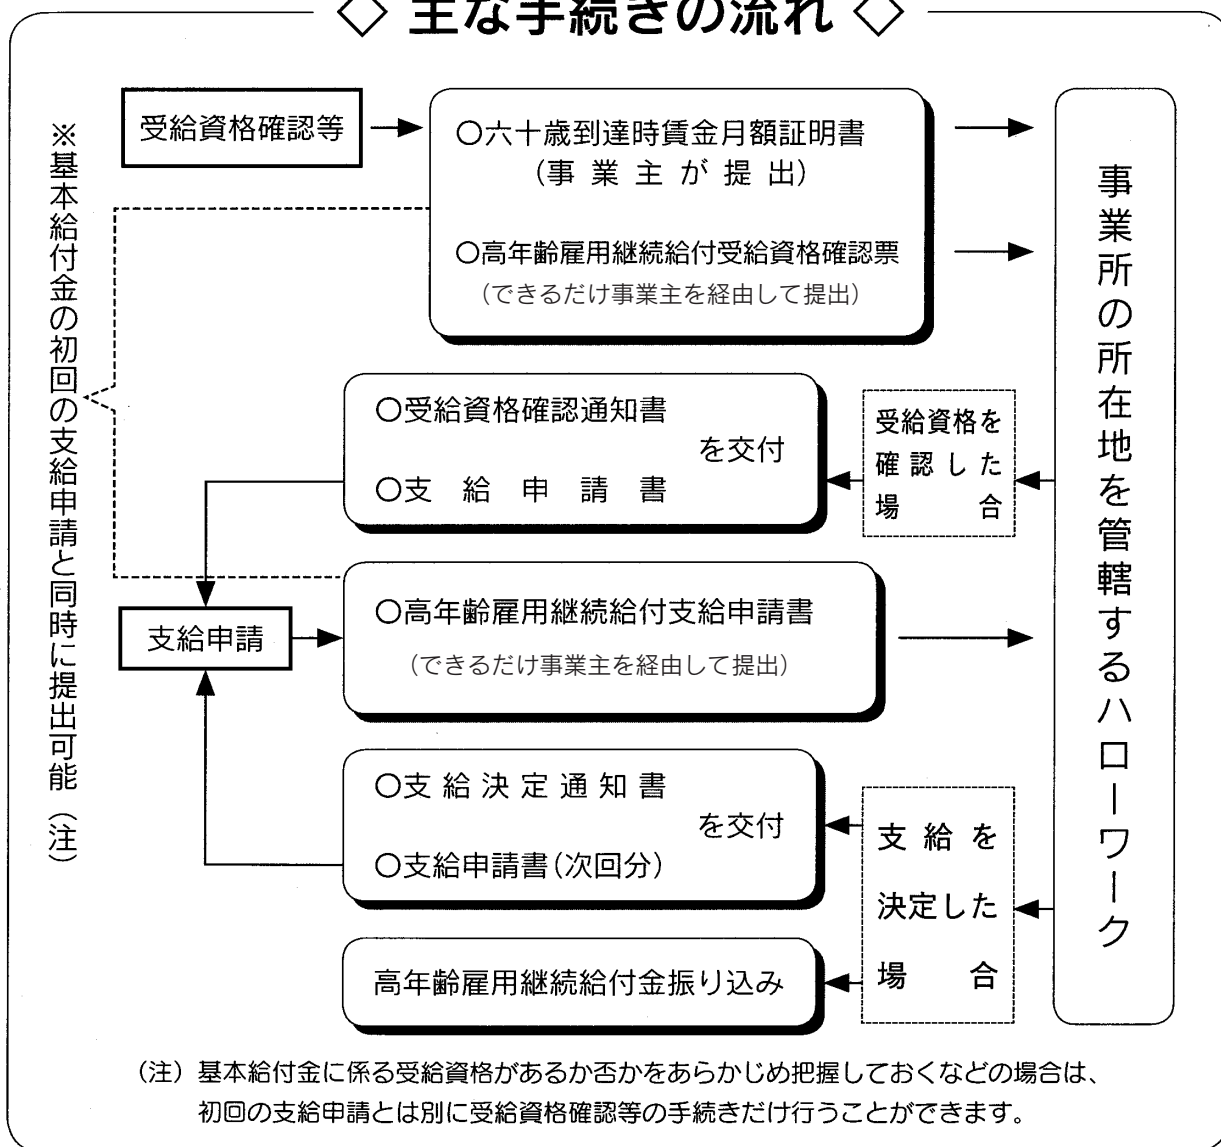 ◇ 主な手続きの流れ ◇
※基本給付金の初回の支給申請と同時に提出可能（注）
受給資格確認等
○六十歳到達時賃金月額証明書
（事業主が提出）
○高年齢雇用継続給付受給資格確認票
（できるだけ事業主を経由して提出）
事業所の所在地を管轄するハローワーク
○受給資格確認通知書
を交付
○支給申請書
受給資格を
確認した
場合
支給申請
○高年齢雇用継続給付支給申請書
（できるだけ事業主を経由して提出）
○支給決定通知書
を交付
○支給申請書（次回分）
支給を
決定した
場合
高年齢雇用継続給付金振り込み
（注）基本給付金に係る受給資格があるか否かをあらかじめ把握しておくなどの場合は、
初回の支給申請とは別に受給資格確認等の手続きだけ行うことができます。